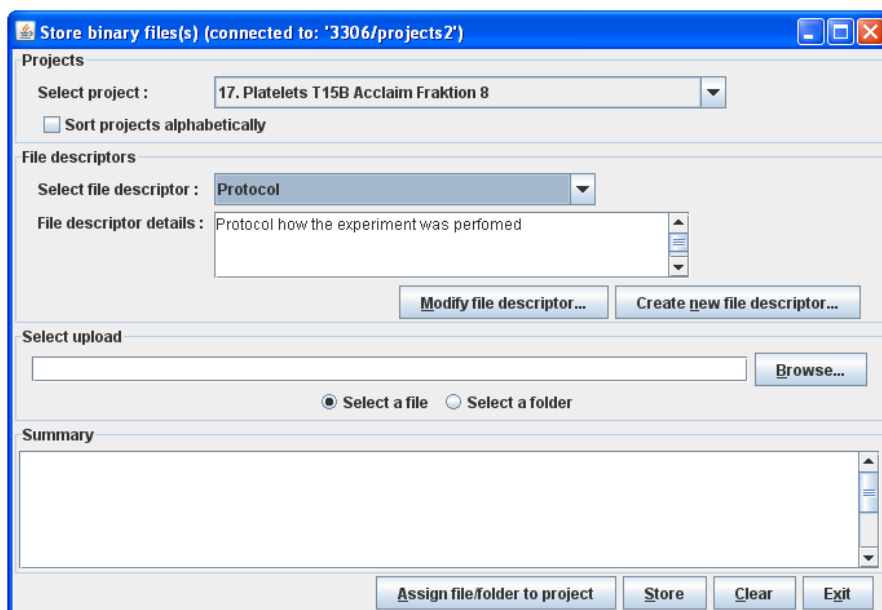 Store binary files(s) (connected to: '3306/projects2')
Projects
Select project : 17. Platelets T15B Acclaim Fraktion 8
Sort projects alphabetically
File descriptors
Select file descriptor : Protocol
File descriptor details : Protocol how the experiment was perfomed
Modify file descriptor... Create new file descriptor...
Select upload
Browse...
Select a file Select a folder
Summary
Assign file/folder to project Store Clear Exit